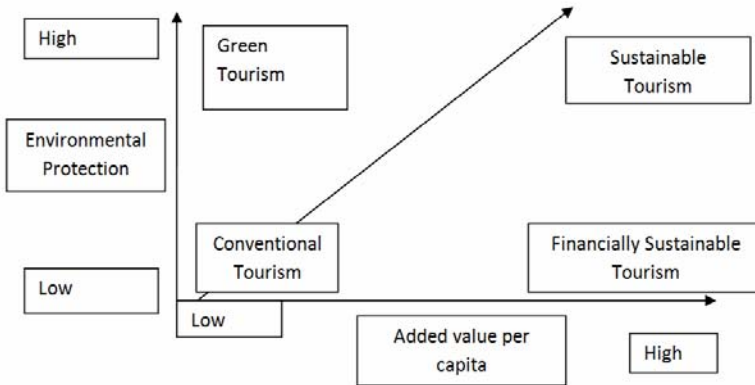 High
Green
Tourism
Sustainable
Tourism
Environmental
Protection
Conventional
Tourism
Financially Sustainable
Tourism
Low
Low
Added value per
capita
High